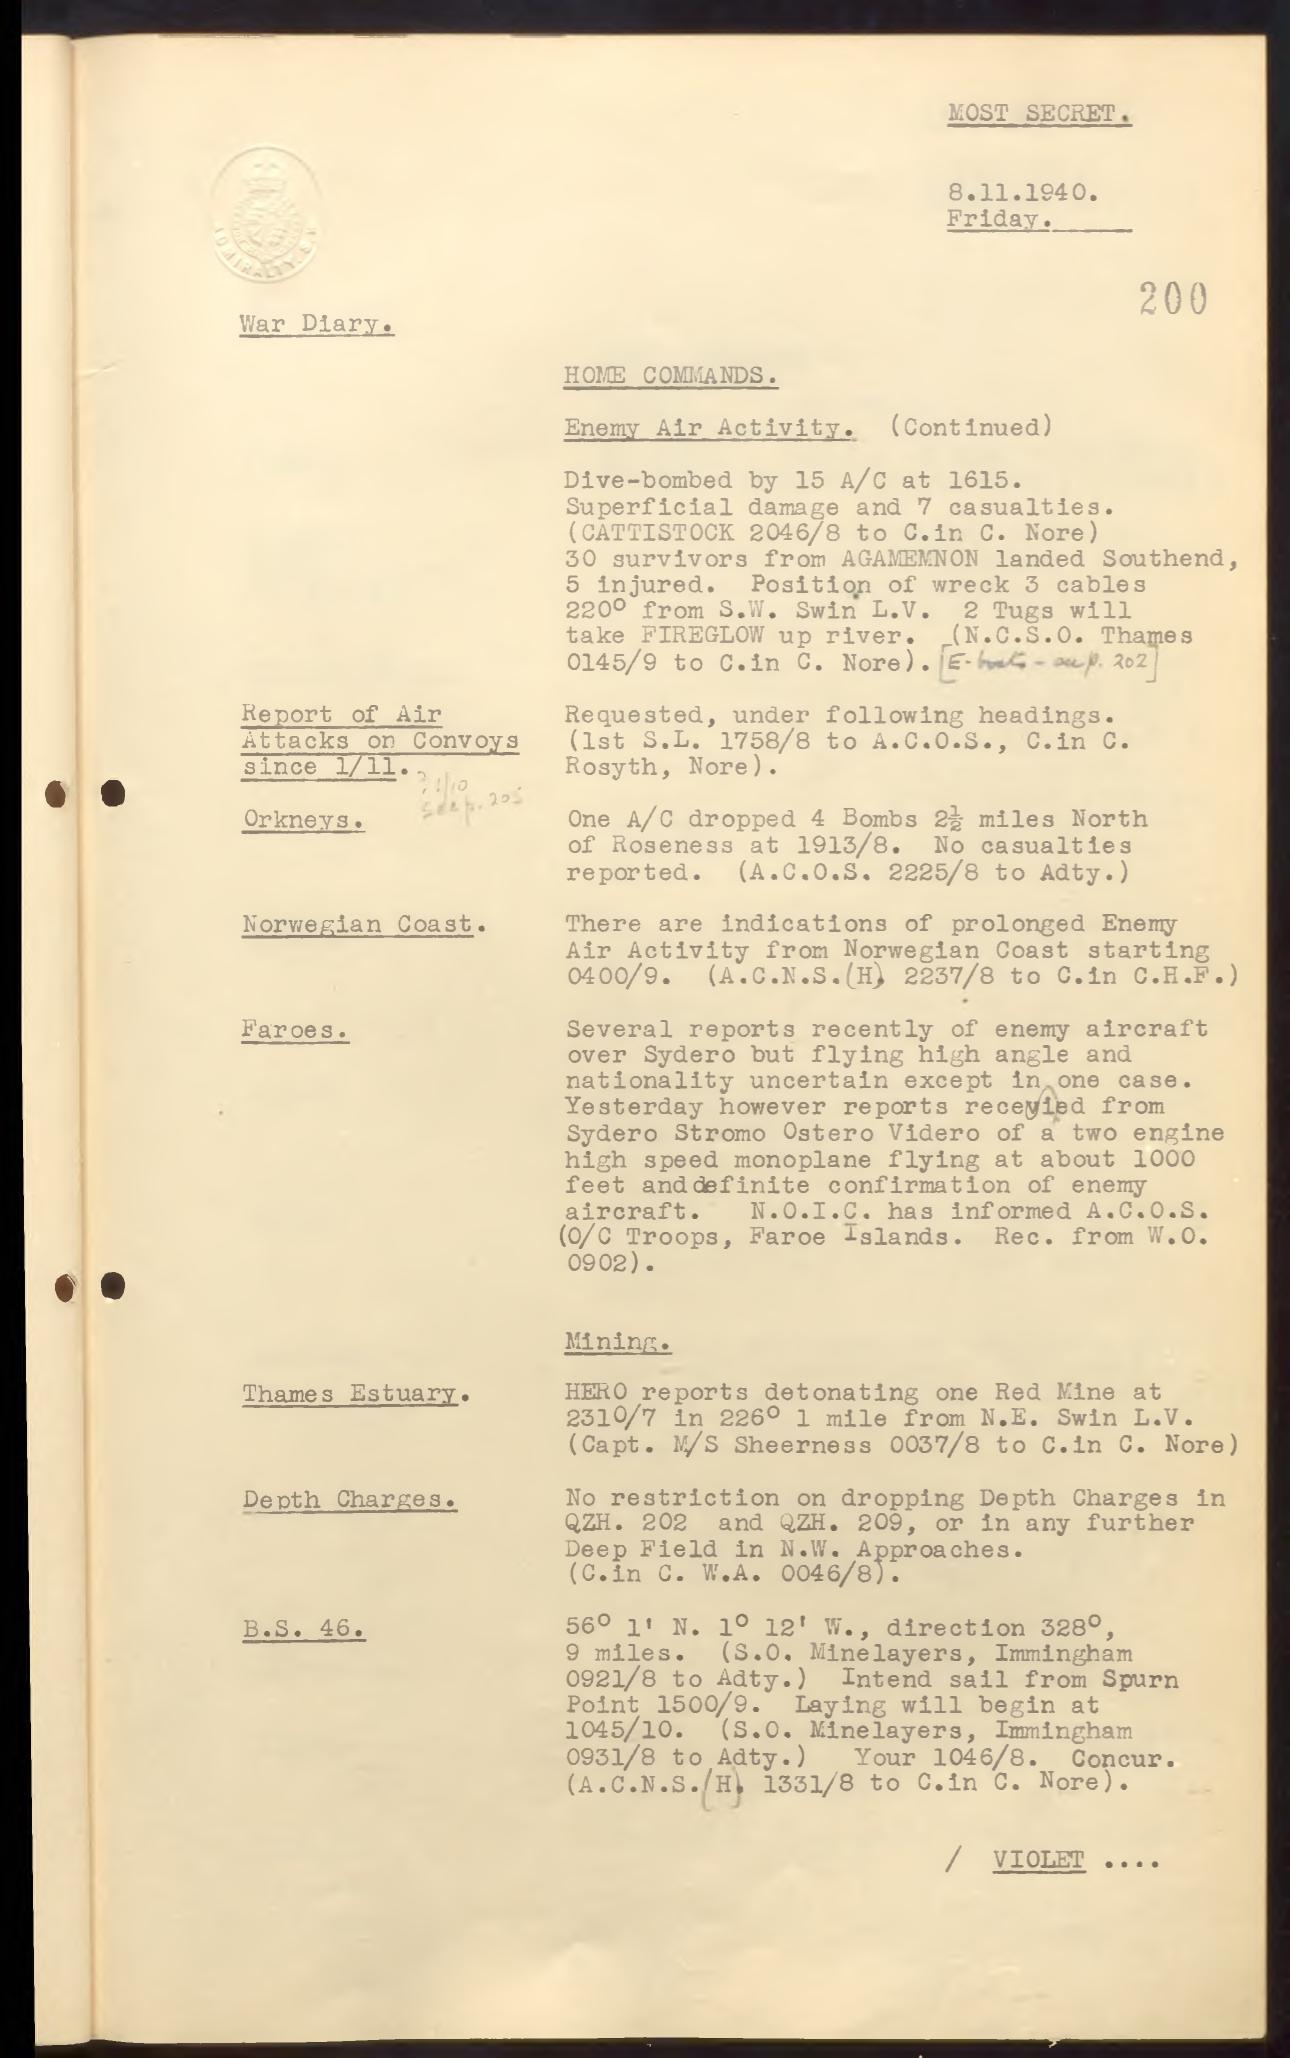 MOST SECRET.
8.11.1940.
Friday.
ADMIRALTY. S.W
200
War Diary.
HOME COMMANDS.
Enemy Air Activity. (Continued)
Dive-bombed by 15 A/C at 1615.
Superficial damage and 7 casualties.
(CATTISTOCK 2046/8 to C.in C. Nore)
30 survivors from AGAMEMNON landed Southend,
5 injured. Position of wreck 3 cables
220° from S.W. Swin L.V. 2 Tugs will
take FIREGLOW up river. (N.C.S.O. Thames
0145/9 to C.in C. Nore). [E-boats - see p. 202]
Report of Air
Attacks on Convoys
since 1/11.
? 1/10
See p. 205
Requested, under following headings.
(1st S.L. 1758/8 to A.C.O.S., C.in C.
Rosyth, Nore).
Orkneys.
One A/C dropped 4 Bombs 2½ miles North
of Roseness at 1913/8. No casualties
reported. (A.C.O.S. 2225/8 to Adty.)
Norwegian Coast.
There are indications of prolonged Enemy
Air Activity from Norwegian Coast starting
0400/9. (A.C.N.S.(H) 2237/8 to C.in C.H.F.)
Faroes.
Several reports recently of enemy aircraft
over Sydero but flying high angle and
nationality uncertain except in one case.
Yesterday however reports receyied from
Sydero Stromo Ostero Videro of a two engine
high speed monoplane flying at about 1000
feet and definite confirmation of enemy
aircraft. N.O.I.C. has informed A.C.O.S.
(O/C Troops, Faroe Islands. Rec. from W.O.
0902).
Mining.
Thames Estuary.
HERO reports detonating one Red Mine at
2310/7 in 226° 1 mile from N.E. Swin L.V.
(Capt. M/S Sheerness 0037/8 to C.in C. Nore)
Depth Charges.
No restriction on dropping Depth Charges in
QZH. 202 and QZH. 209, or in any further
Deep Field in N.W. Approaches.
(C.in C. W.A. 0046/8).
B.S. 46.
56° 1' N. 1° 12' W., direction 328°,
9 miles. (S.O. Minelayers, Immingham
0921/8 to Adty.) Intend sail from Spurn
Point 1500/9. Laying will begin at
1045/10. (S.O. Minelayers, Immingham
0931/8 to Adty.) Your 1046/8. Concur.
(A.C.N.S.(H) 1331/8 to C.in C. Nore).
/ VIOLET ....